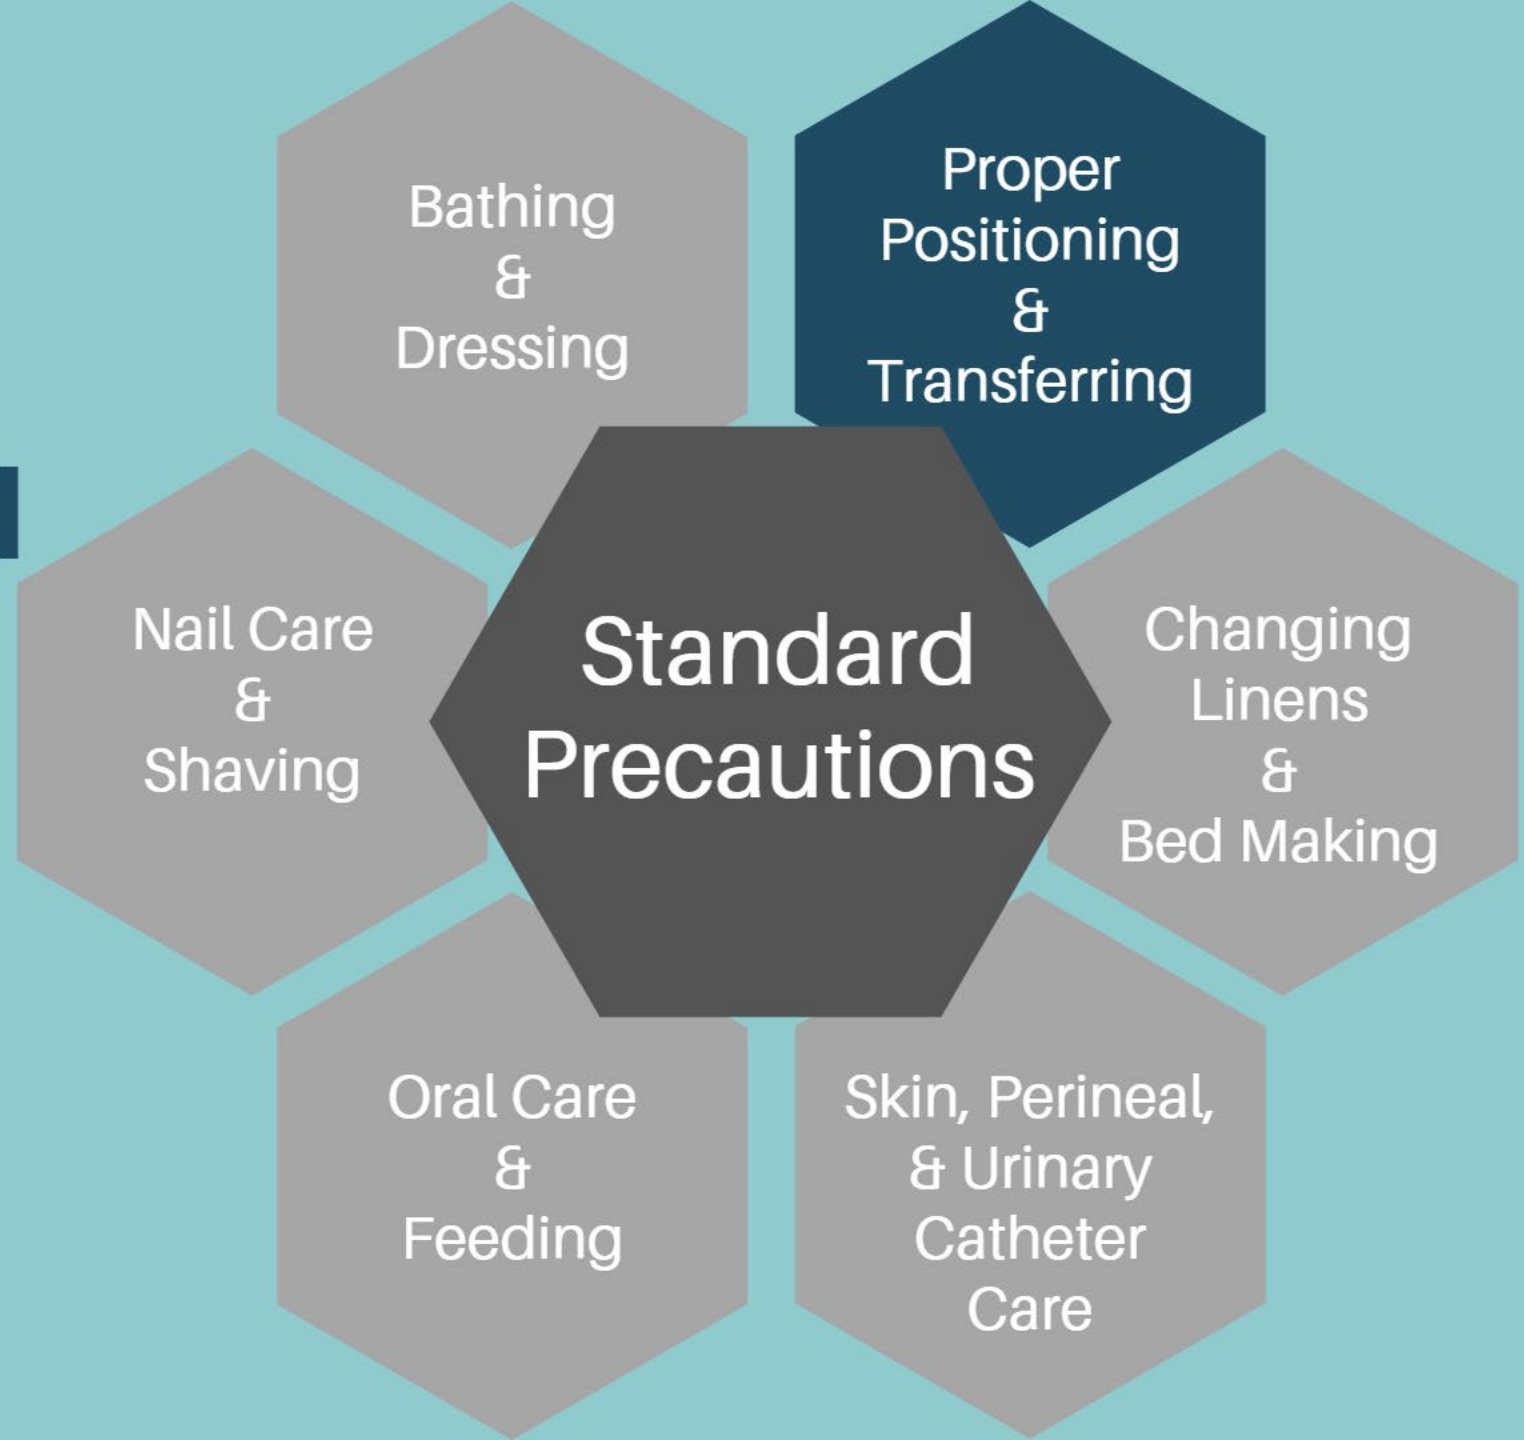 Bathing
&
Dressing
Proper
Positioning
&
Transferring
Nail Care
&
Shaving
Standard
Precautions
Changing
Linens
&
Bed Making
Oral Care
&
Feeding
Skin, Perineal,
& Urinary
Catheter
Care